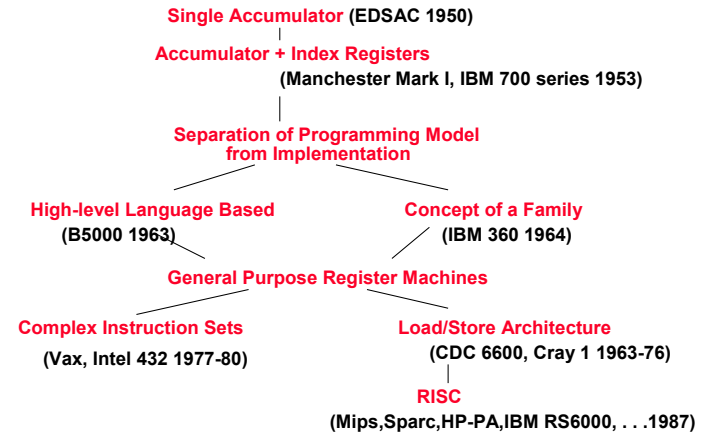 Single Accumulator (EDSAC 1950)
Accumulator + Index Registers
(Manchester Mark I, IBM 700 series 1953)
Separation of Programming Model
from Implementation
High-level Language Based
(B5000 1963)
Concept of a Family
(IBM 360 1964)
General Purpose Register Machines
Complex Instruction Sets
(Vax, Intel 432 1977-80)
Load/Store Architecture
(CDC 6600, Cray 1 1963-76)
RISC
(Mips,Sparc,HP-PA,IBM RS6000, . . .1987)